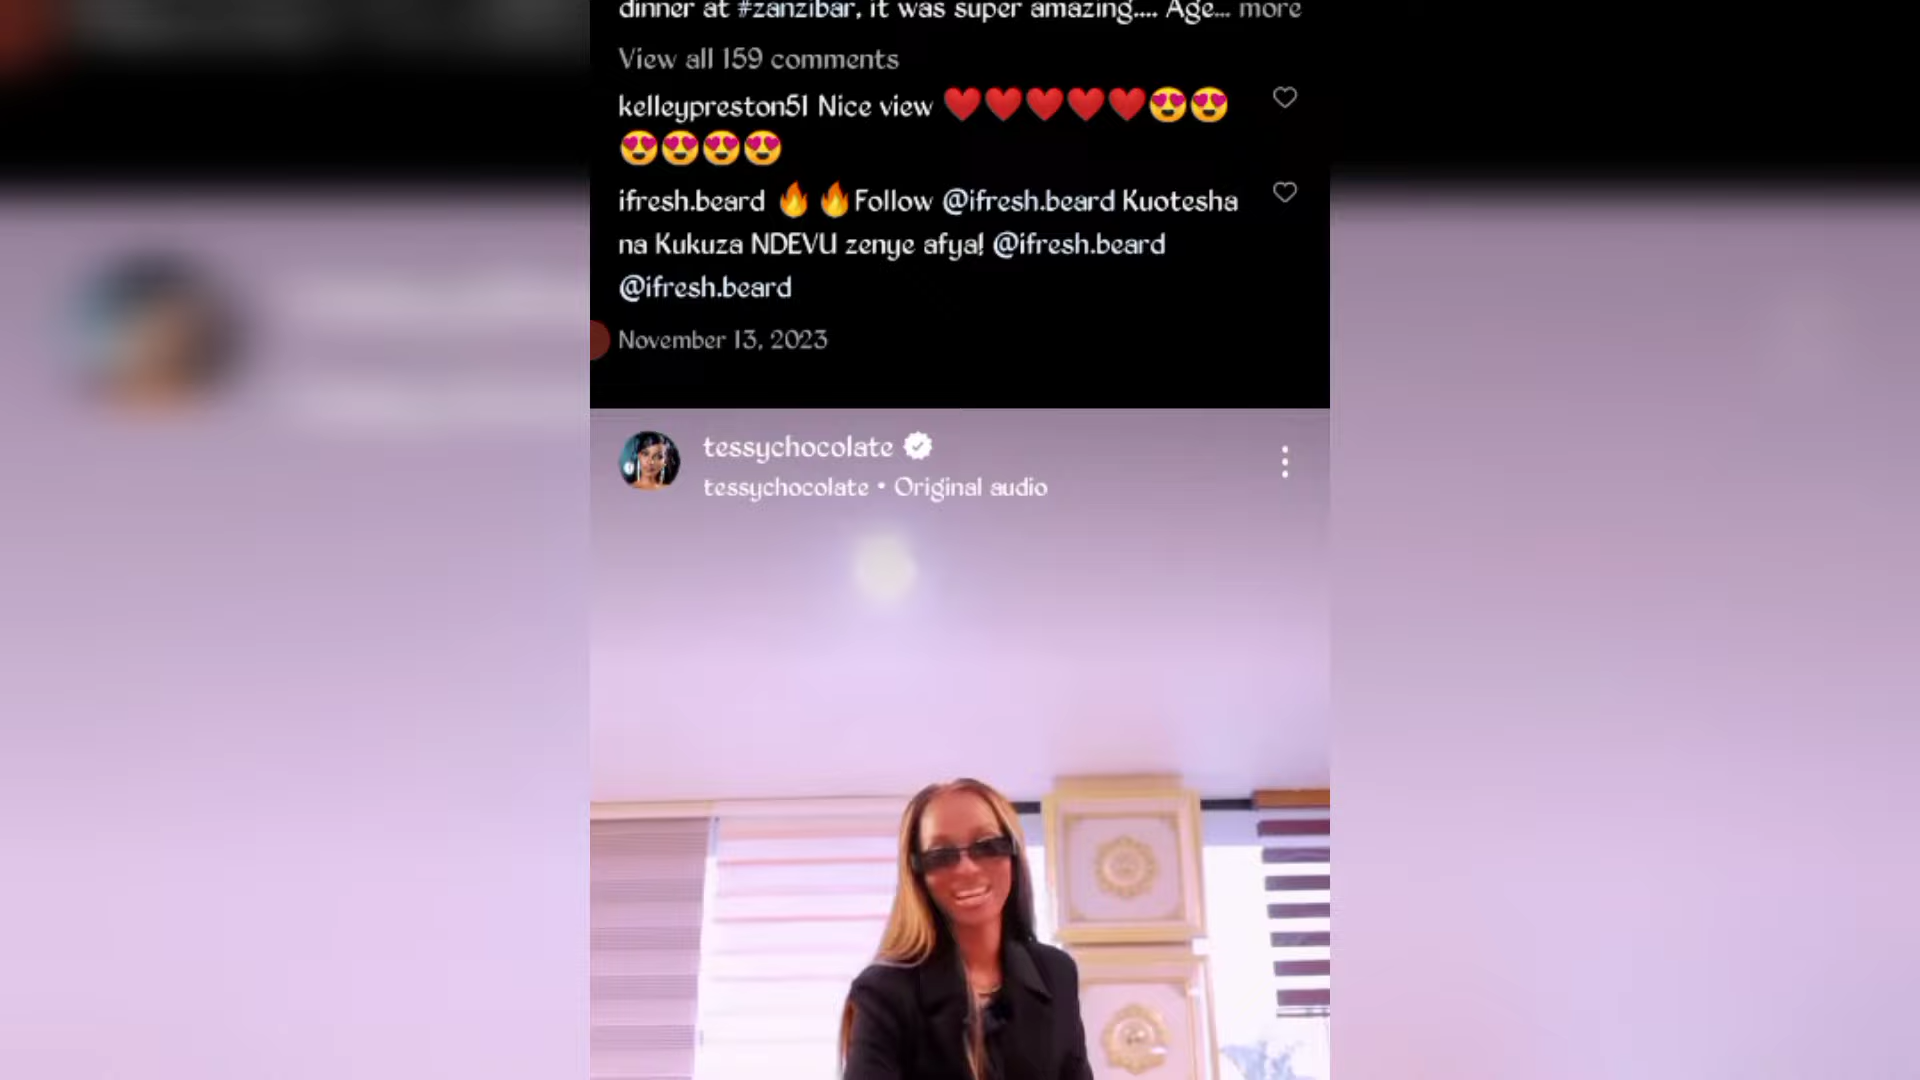 dinner at #zanzibar, it was super amazing.... Age... more
View all 159 comments
kelleypreston51 Nice view ❤️❤️❤️❤️❤️😍😍
😍😍😍😍
ifresh.beard 🔥🔥Follow @ifresh.beard Kuotesha
na Kukuza NDEVU zenye afya! @ifresh.beard
@ifresh.beard
November 13, 2023
tessychocolate
tessychocolate • Original audio